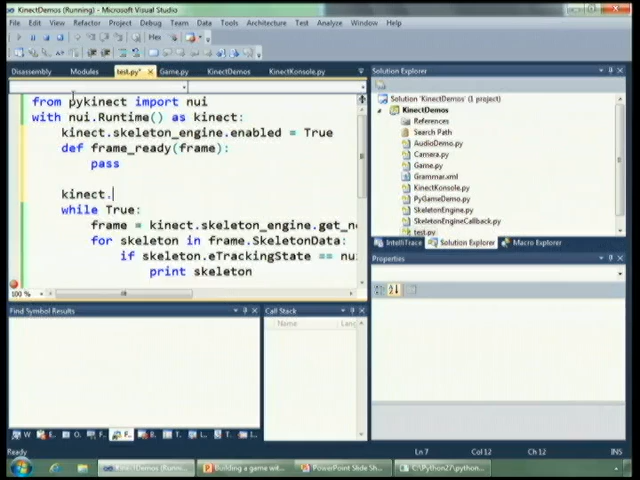 KinectDemos (Running) - Microsoft Visual Studio
File Edit View Refactor Project Debug Team Data Tools Architecture Test Analyze Window Help
Hex
Disassembly Modules test.py* Game.py KinectDemos KinectKonsole.py
from pykinect import nui
with nui.Runtime() as kinect:
kinect.skeleton_engine.enabled = True
def frame_ready(frame):
pass
kinect.
while True:
frame = kinect.skeleton_engine.get_ne
for skeleton in frame.SkeletonData:
if skeleton.eTrackingState == nui
print skeleton
100 %
Solution Explorer
Solution 'KinectDemos' (1 project)
KinectDemos
References
Search Path
AudioDemo.py
Camera.py
Game.py
Grammar.xml
KinectKonsole.py
PyGameDemo.py
SkeletonEngine.py
SkeletonEngineCallback.py
test.py
IntelliTrace Solution Explorer Macro Explorer
Properties
Find Symbol Results
Call Stack
Name Lang
Ready Ln 7 Col 12 Ch 12 INS
KinectDemos (Runni... Building a game wit... PowerPoint Slide Sh... C:\Python27\python...